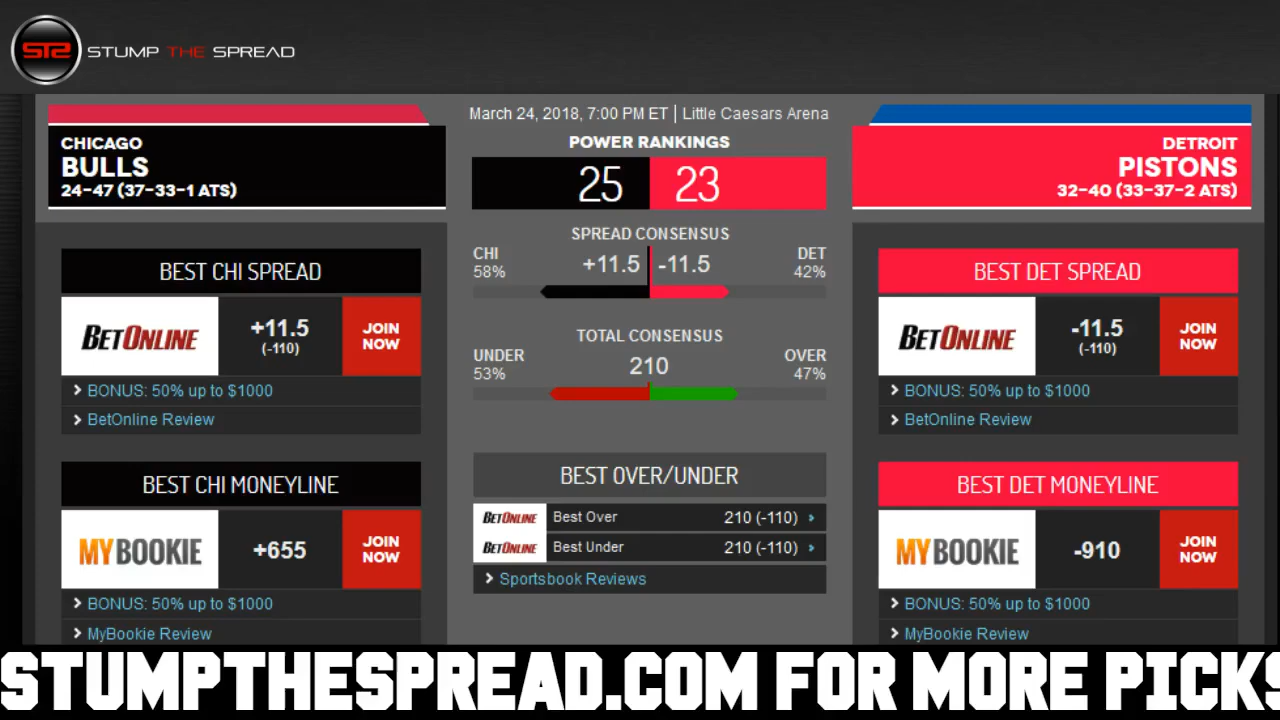 STS STUMP THE SPREAD
March 24, 2018, 7:00 PM ET | Little Caesars Arena
CHICAGO
BULLS
24-47 (37-33-1 ATS)
POWER RANKINGS
25 23
DETROIT
PISTONS
32-40 (33-37-2 ATS)
SPREAD CONSENSUS
CHI +11.5 -11.5 DET
58% 42%
TOTAL CONSENSUS
UNDER 210 OVER
53% 47%
BEST CHI SPREAD
BETONLINE +11.5 JOIN
(-110) NOW
BONUS: 50% up to $1000
BetOnline Review
BEST CHI MONEYLINE
MYBOOKIE +655 JOIN
NOW
BONUS: 50% up to $1000
MyBookie Review
BEST OVER/UNDER
BETONLINE Best Over 210 (-110)
BETONLINE Best Under 210 (-110)
Sportsbook Reviews
BEST DET SPREAD
BETONLINE -11.5 JOIN
(-110) NOW
BONUS: 50% up to $1000
BetOnline Review
BEST DET MONEYLINE
MYBOOKIE -910 JOIN
NOW
BONUS: 50% up to $1000
MyBookie Review
STUMPTHESPREAD.COM FOR MORE PICKS